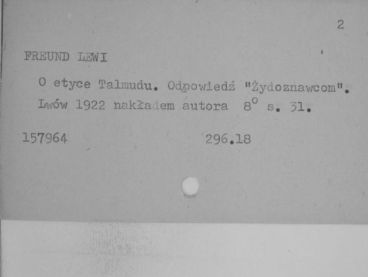 2
FREUND LEWI
O etyce Talmudu. Odpowiedź "Żydoznawcom".
Lwów 1922 nakładem autora 8° s. 31.
157964 296.18